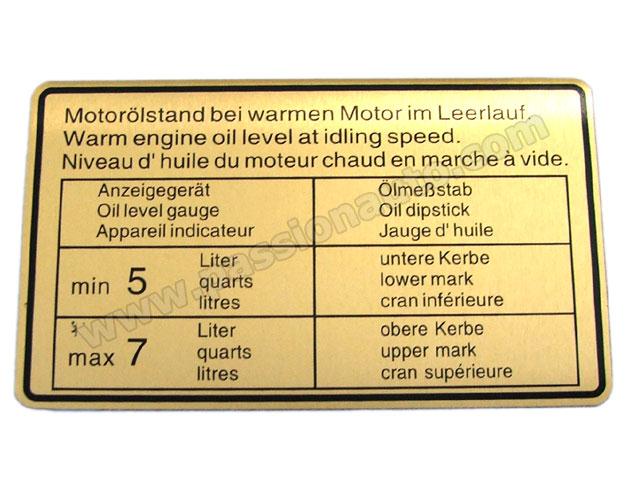 Motorölstand bei warmen Motor im Leerlauf.
Warm engine oil level at idling speed.
Niveau d' huile du moteur chaud en marche à vide.
Anzeigegerät
Oil level gauge
Appareil indicateur
Ölmeßstab
Oil dipstick
Jauge d' huile
min 5
Liter
quarts
litres
untere Kerbe
lower mark
cran inférieure
max 7
Liter
quarts
litres
obere Kerbe
upper mark
cran supérieure
www.passionauto.com